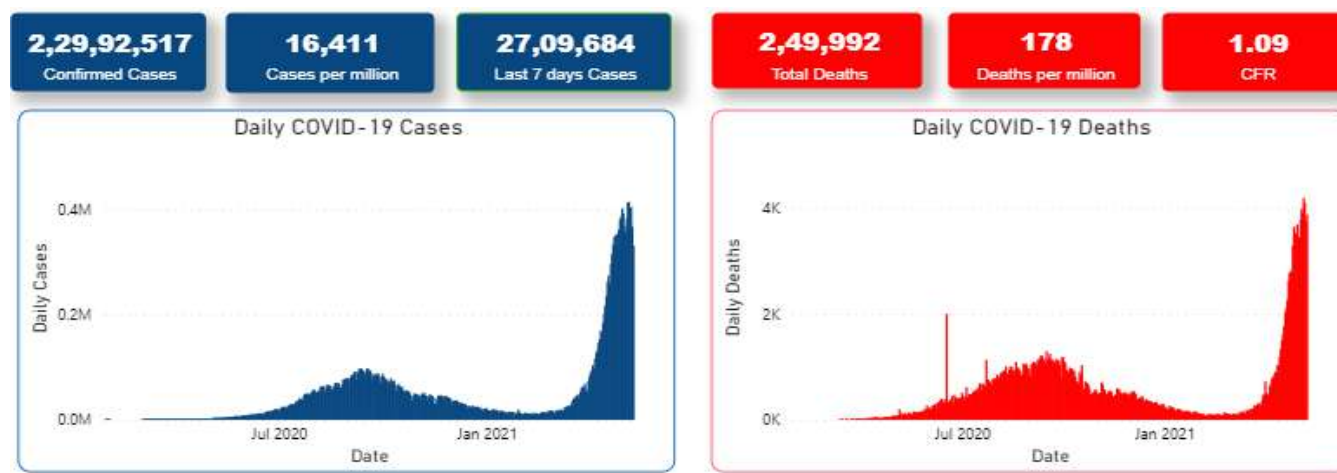 2,29,92,517
Confirmed Cases
16,411
Cases per million
27,09,684
Last 7 days Cases
2,49,992
Total Deaths
178
Deaths per million
1.09
CFR
Daily COVID-19 Cases
Daily Cases
0.4M
0.2M
0.0M
Jul 2020
Jan 2021
Date
Daily COVID-19 Deaths
Daily Deaths
4K
2K
0K
Jul 2020
Jan 2021
Date